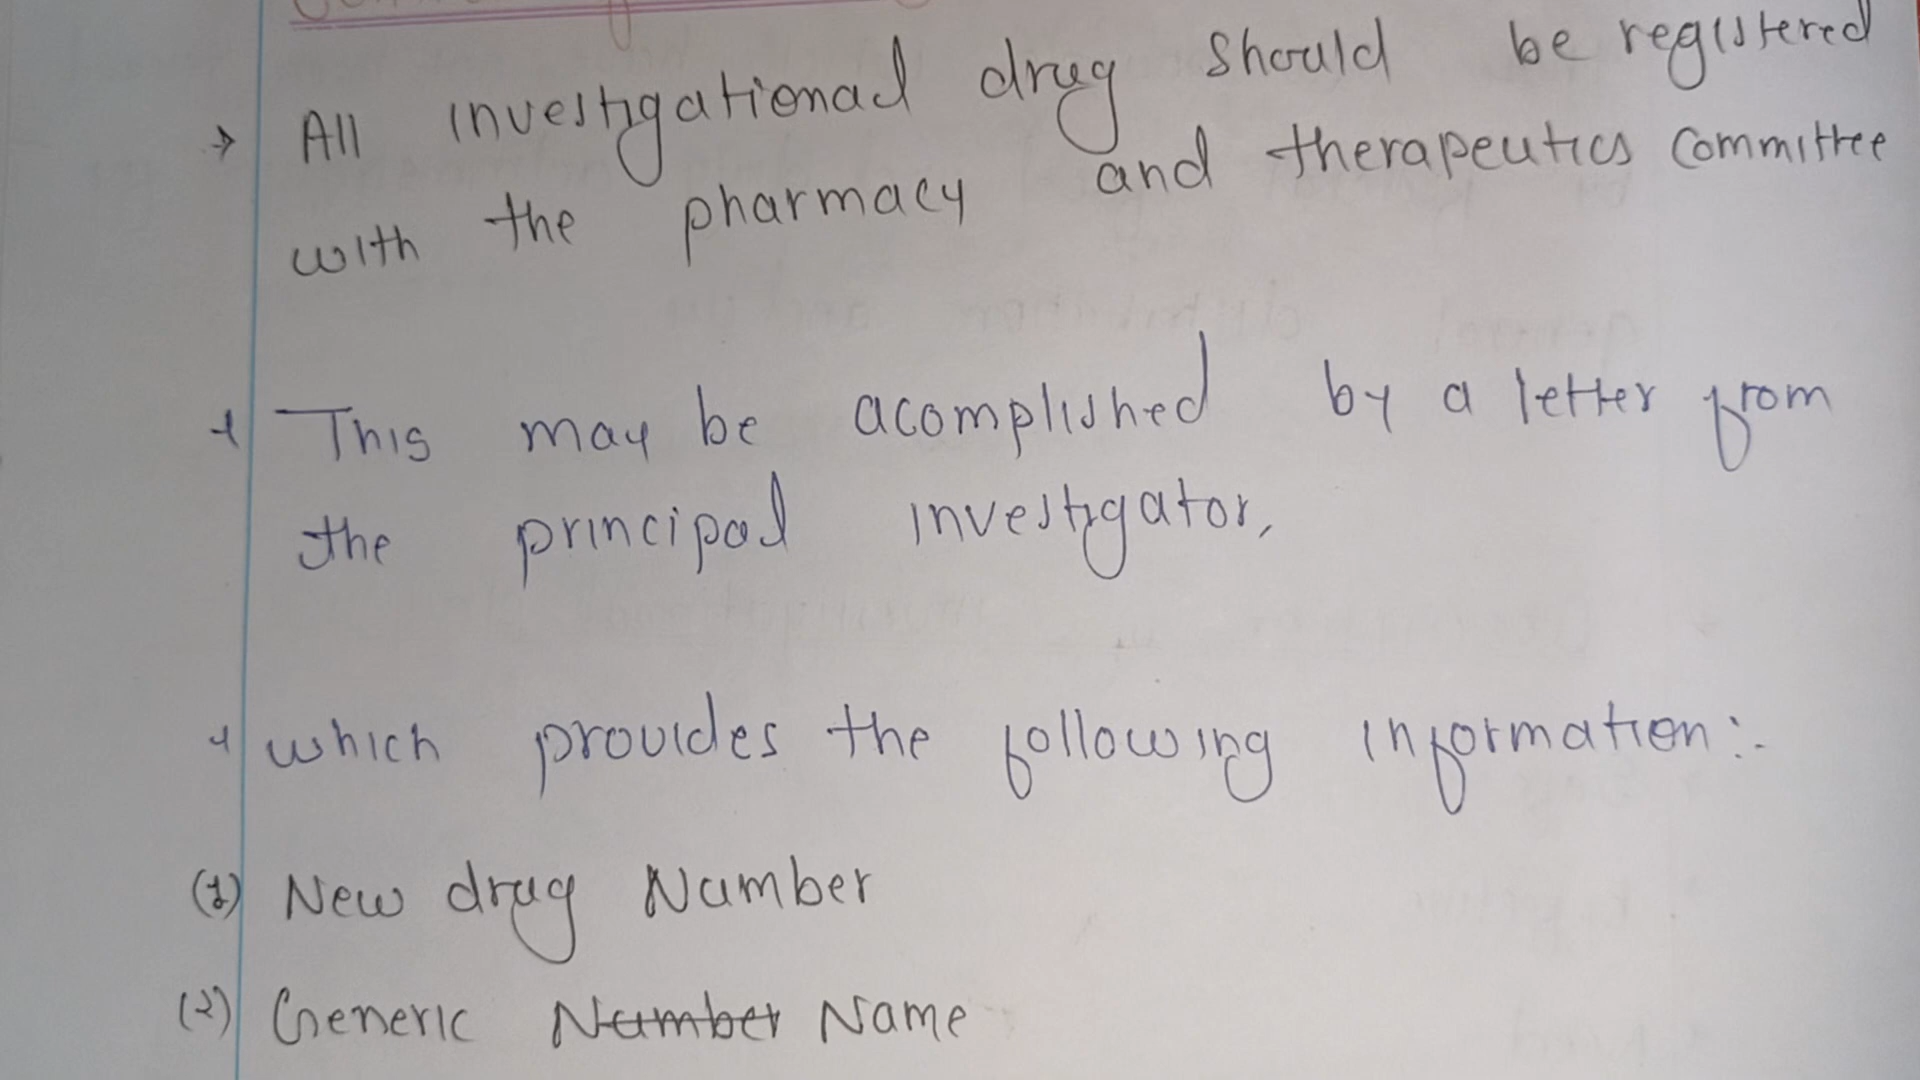 → All investigational drug should be registered
with the pharmacy and therapeutics committee
→ This may be acomplished by a letter from
the principal investigator,
→ which provides the following information:-
(1) New drug Number
(2) Generic ~~Number~~ Name